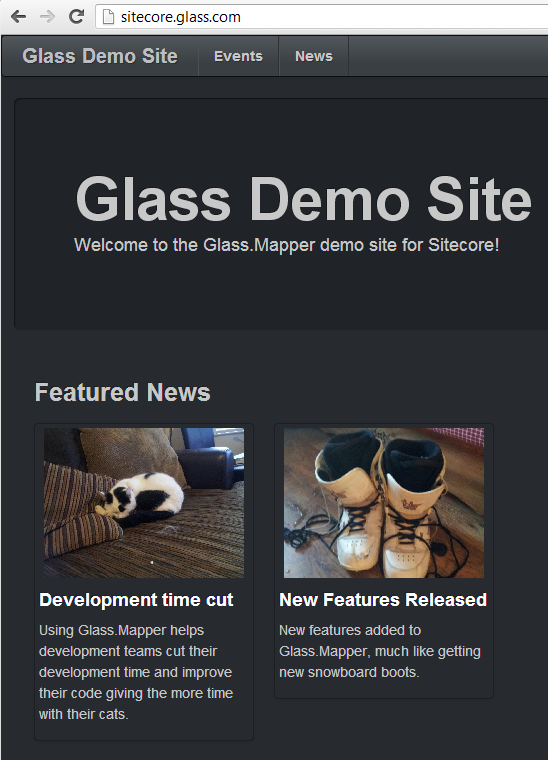 sitecore.glass.com
Glass Demo Site Events News
Glass Demo Site
Welcome to the Glass.Mapper demo site for Sitecore!
Featured News
Development time cut
Using Glass.Mapper helps
development teams cut their
development time and improve
their code giving the more time
with their cats.
New Features Released
New features added to
Glass.Mapper, much like getting
new snowboard boots.